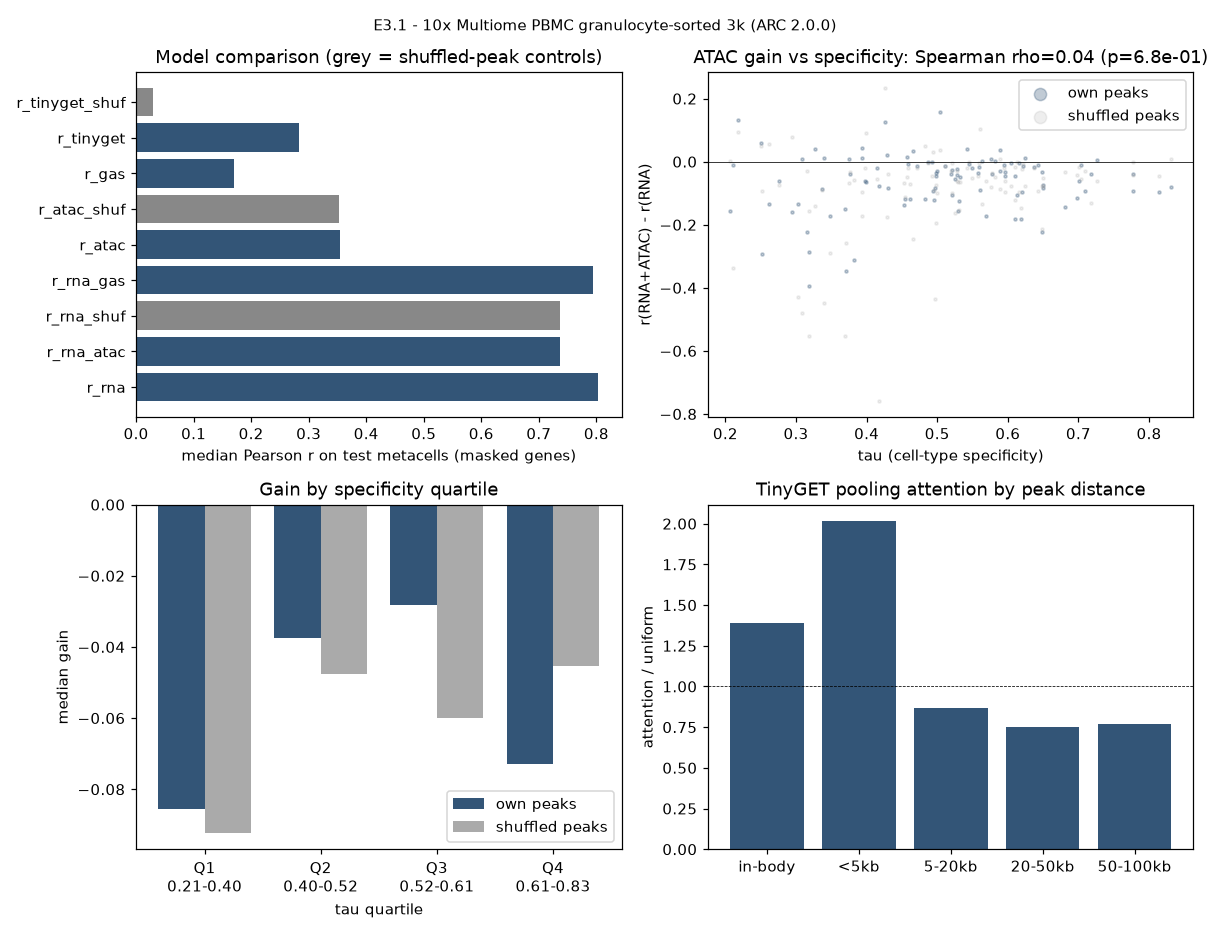 E3.1 - 10x Multiome PBMC granulocyte-sorted 3k (ARC 2.0.0)
Model comparison (grey = shuffled-peak controls)
r_tinyget_shuf
r_tinyget
r_gas
r_atac_shuf
r_atac
r_rna_gas
r_rna_shuf
r_rna_atac
r_rna
0.0 0.1 0.2 0.3 0.4 0.5 0.6 0.7 0.8
median Pearson r on test metacells (masked genes)
ATAC gain vs specificity: Spearman rho=0.04 (p=6.8e-01)
own peaks
shuffled peaks
r(RNA+ATAC) - r(RNA)
0.2
0.0
−0.2
−0.4
−0.6
−0.8
0.2 0.3 0.4 0.5 0.6 0.7 0.8
tau (cell-type specificity)
Gain by specificity quartile
median gain
0.00
−0.02
−0.04
−0.06
−0.08
own peaks
shuffled peaks
Q1 Q2 Q3 Q4
0.21-0.40 0.40-0.52 0.52-0.61 0.61-0.83
tau quartile
TinyGET pooling attention by peak distance
attention / uniform
2.00
1.75
1.50
1.25
1.00
0.75
0.50
0.25
0.00
in-body <5kb 5-20kb 20-50kb 50-100kb